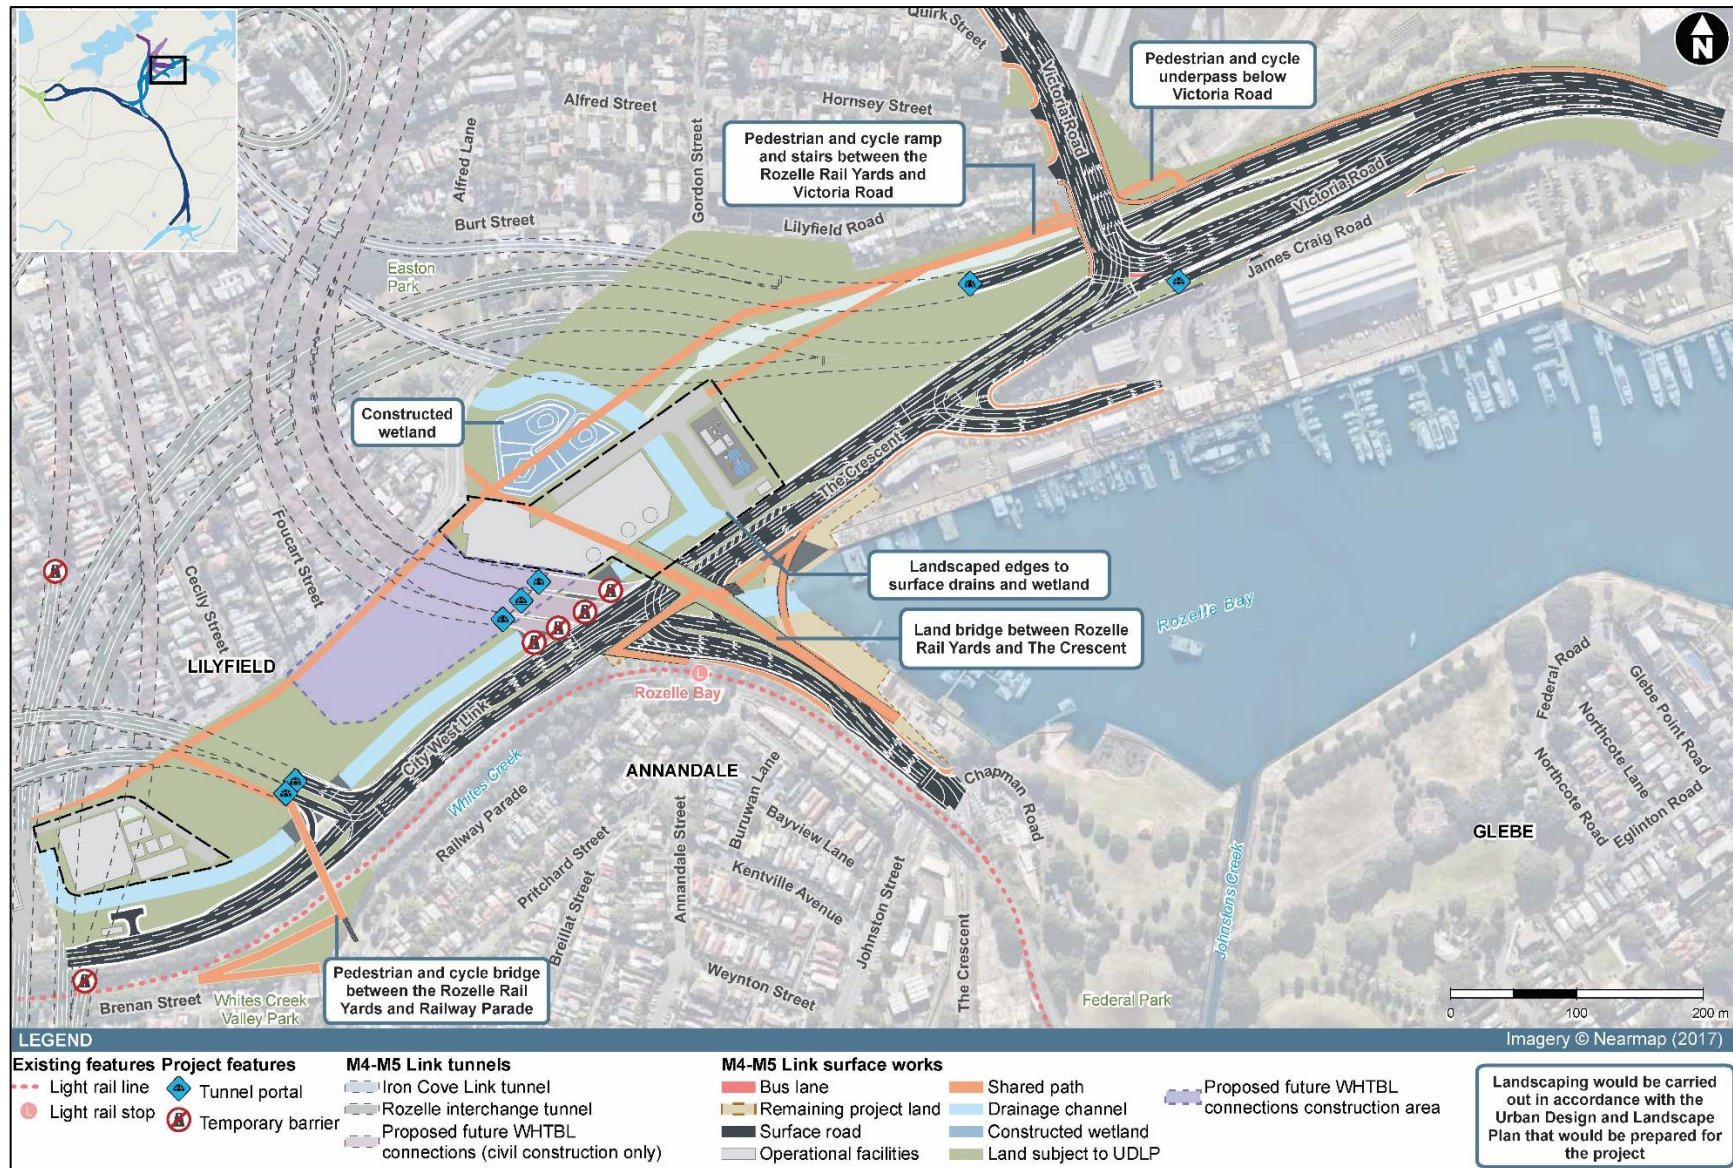 Quirk Street
N
Alfred Street
Hornsey Street
Victoria Road
Pedestrian and cycle
underpass below
Victoria Road
Alfred Lane
Gordon Street
Pedestrian and cycle ramp
and stairs between the
Rozelle Rail Yards and
Victoria Road
Victoria Road
Burt Street
Lilyfield Road
James Craig Road
Easton
Park
Constructed
wetland
The Crescent
Foucart Street
Cecily Street
Landscaped edges to
surface drains and wetland
Rozelle Bay
Land bridge between Rozelle
Rail Yards and The Crescent
LILYFIELD
L
Rozelle Bay
Federal Road
Glebe Point Road
Northcote Lane
Northcote Road
Eglinton Road
City West Link
Whites Creek
ANNANDALE
Chapman Road
Railway Parade
Buruwan Lane
Bayview Lane
GLEBE
Pritchard Street
Annandale Street
Kentville Avenue
Breillat Street
Johnston Street
The Crescent
Johnstons Creek
Weynton Street
Pedestrian and cycle bridge
between the Rozelle Rail
Yards and Railway Parade
Brenan Street
Whites Creek
Valley Park
Federal Park
0 100 200 m
LEGEND
Imagery © Nearmap (2017)
Existing features
Light rail line
L Light rail stop
Project features
Tunnel portal
Temporary barrier
M4-M5 Link tunnels
Iron Cove Link tunnel
Rozelle interchange tunnel
Proposed future WHTBL
connections (civil construction only)
M4-M5 Link surface works
Bus lane
Remaining project land
Surface road
Operational facilities
Shared path
Drainage channel
Constructed wetland
Land subject to UDLP
Proposed future WHTBL
connections construction area
Landscaping would be carried
out in accordance with the
Urban Design and Landscape
Plan that would be prepared for
the project